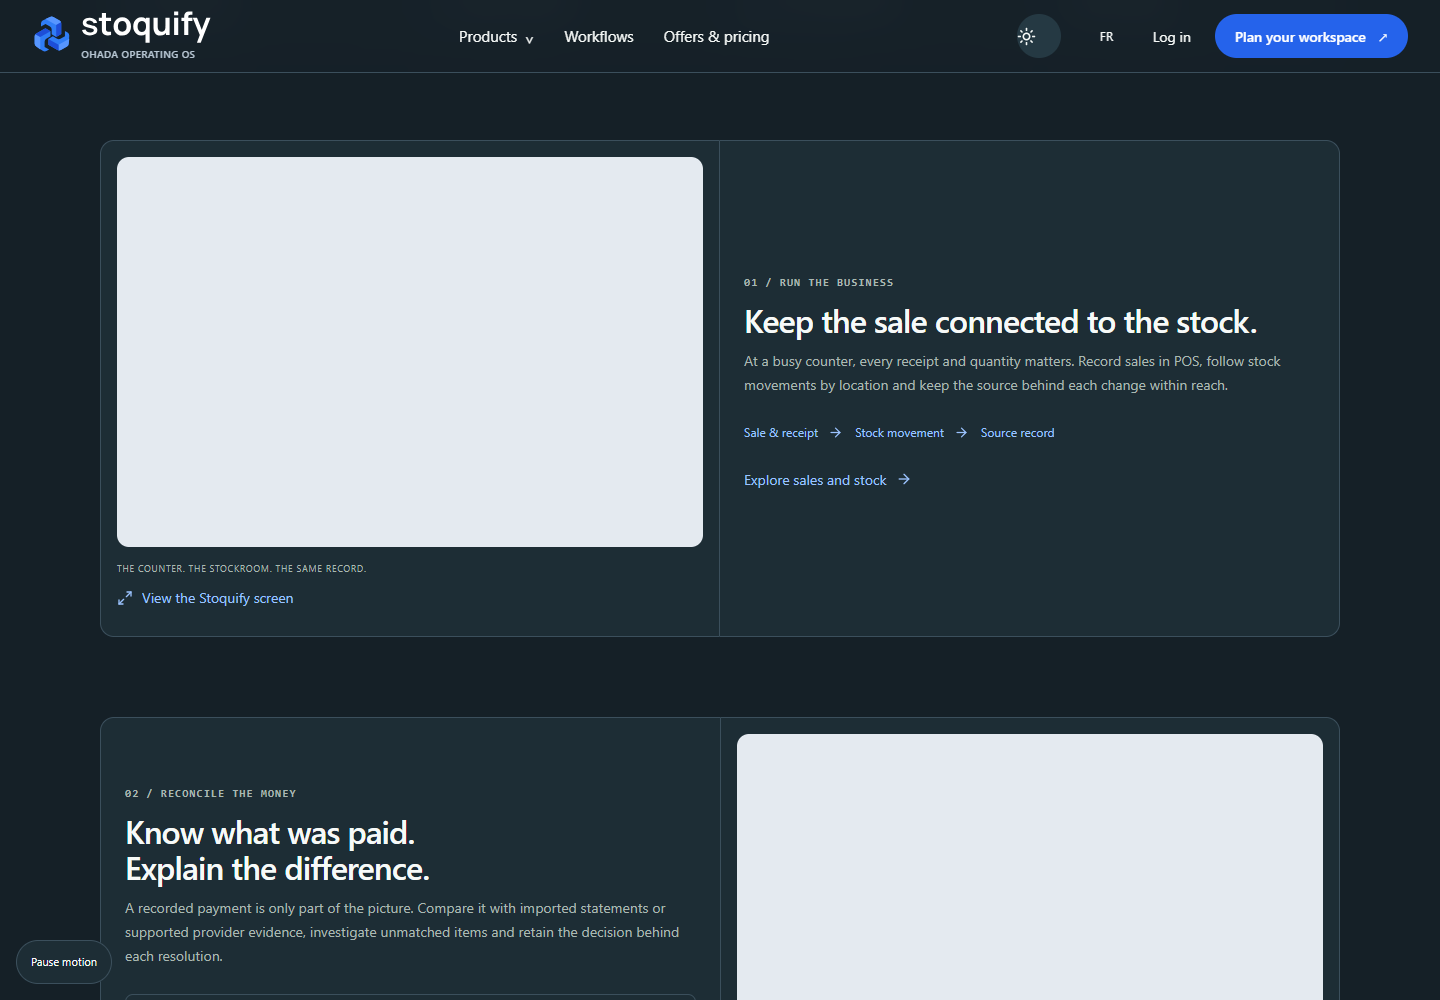 stoquify
OHADA OPERATING OS
Products
Workflows
Offers & pricing
FR
Log in
Plan your workspace
01 / RUN THE BUSINESS
Keep the sale connected to the stock.
At a busy counter, every receipt and quantity matters. Record sales in POS, follow stock
movements by location and keep the source behind each change within reach.
Sale & receipt → Stock movement → Source record
Explore sales and stock →
THE COUNTER. THE STOCKROOM. THE SAME RECORD.
View the Stoquify screen
02 / RECONCILE THE MONEY
Know what was paid.
Explain the difference.
A recorded payment is only part of the picture. Compare it with imported statements or
supported provider evidence, investigate unmatched items and retain the decision behind
each resolution.
Pause motion